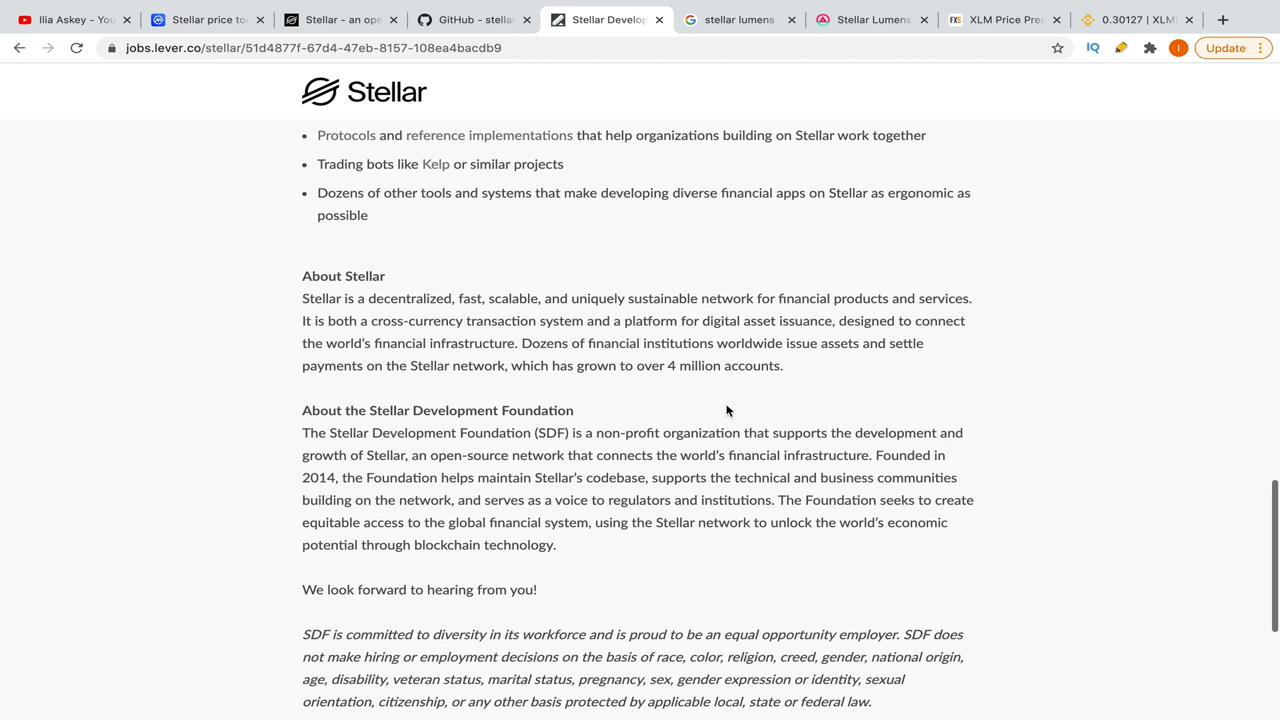 Ilia Askey - You
Stellar price to
Stellar - an ope
GitHub - stellar
Stellar Develop
stellar lumens
Stellar Lumens
XLM Price Pred
0.30127 | XLM
jobs.lever.co/stellar/51d4877f-67d4-47eb-8157-108ea4bacdb9
IQ
I
Update
Stellar
• Protocols and reference implementations that help organizations building on Stellar work together
• Trading bots like Kelp or similar projects
• Dozens of other tools and systems that make developing diverse financial apps on Stellar as ergonomic as
possible
About Stellar
Stellar is a decentralized, fast, scalable, and uniquely sustainable network for financial products and services.
It is both a cross-currency transaction system and a platform for digital asset issuance, designed to connect
the world's financial infrastructure. Dozens of financial institutions worldwide issue assets and settle
payments on the Stellar network, which has grown to over 4 million accounts.
About the Stellar Development Foundation
The Stellar Development Foundation (SDF) is a non-profit organization that supports the development and
growth of Stellar, an open-source network that connects the world's financial infrastructure. Founded in
2014, the Foundation helps maintain Stellar's codebase, supports the technical and business communities
building on the network, and serves as a voice to regulators and institutions. The Foundation seeks to create
equitable access to the global financial system, using the Stellar network to unlock the world's economic
potential through blockchain technology.
We look forward to hearing from you!
SDF is committed to diversity in its workforce and is proud to be an equal opportunity employer. SDF does
not make hiring or employment decisions on the basis of race, color, religion, creed, gender, national origin,
age, disability, veteran status, marital status, pregnancy, sex, gender expression or identity, sexual
orientation, citizenship, or any other basis protected by applicable local, state or federal law.